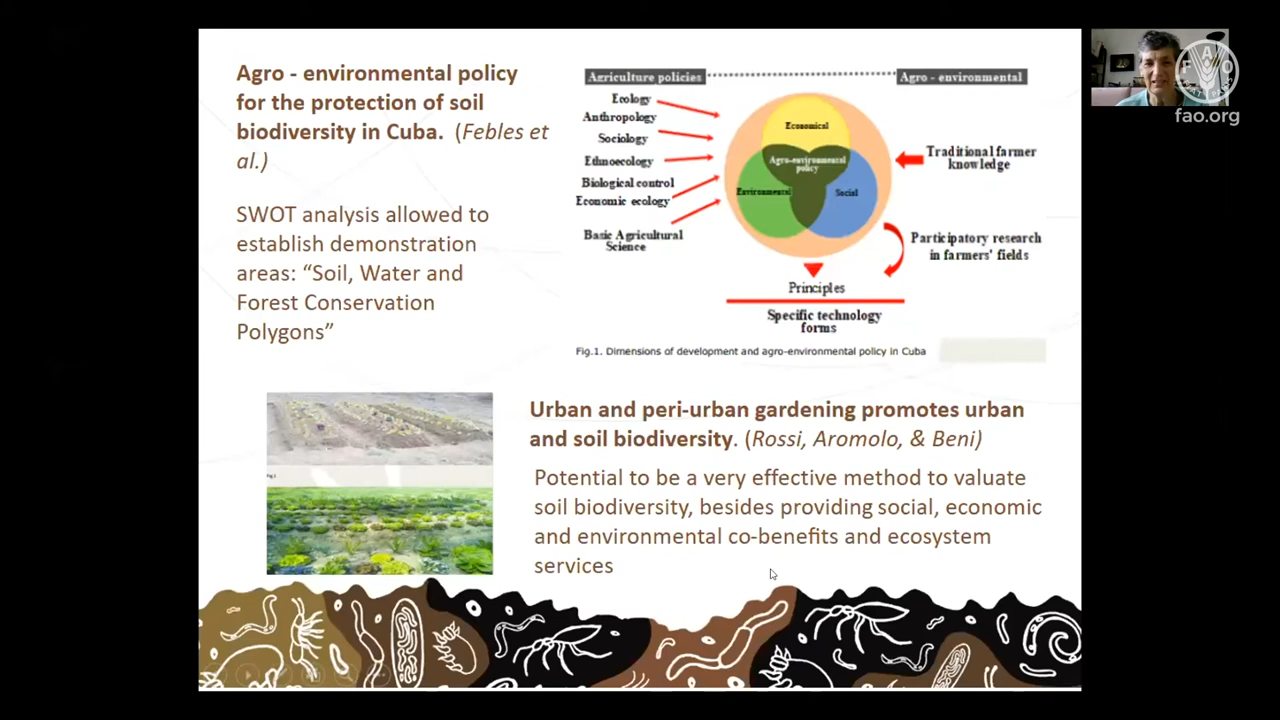 Agro - environmental policy
for the protection of soil
biodiversity in Cuba. (Febles et
al.)
SWOT analysis allowed to
establish demonstration
areas: “Soil, Water and
Forest Conservation
Polygons”
Agriculture policies
Agro - environmental
Ecology
Anthropology
Sociology
Ethnoecology
Biological control
Economic ecology
Basic Agricultural
Science
Economical
Agro-environmental
policy
Environmental
Social
Traditional farmer
knowledge
Participatory research
in farmers' fields
Principles
Specific technology
forms
Fig.1. Dimensions of development and agro-environmental policy in Cuba
Urban and peri-urban gardening promotes urban
and soil biodiversity. (Rossi, Aromolo, & Beni)
Potential to be a very effective method to valuate
soil biodiversity, besides providing social, economic
and environmental co-benefits and ecosystem
services
FAO
fao.org